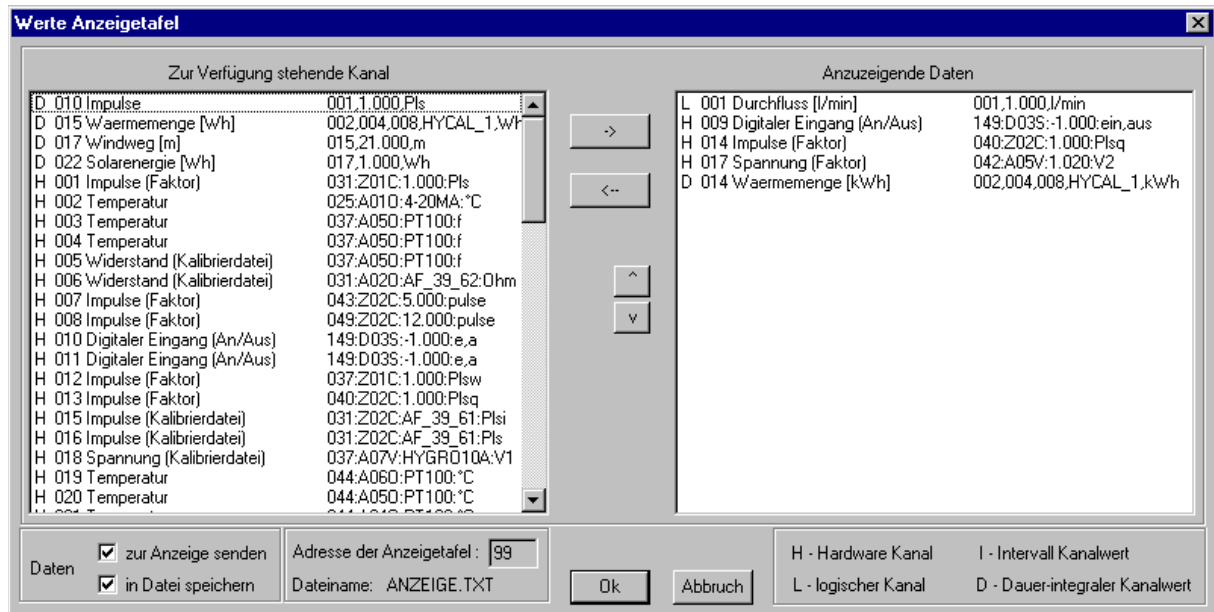 Werte Anzeigetafel
Zur Verfügung stehende Kanal
D 010 Impulse 001,1.000,Pls
D 015 Waermemenge [Wh] 002,004,008,HYCAL_1,Wh
D 017 Windweg [m] 015,21.000,m
D 022 Solarenergie [Wh] 017,1.000,Wh
H 001 Impulse (Faktor) 031:Z01C:1.000:Pls
H 002 Temperatur 025:A01O:4-20MA:°C
H 003 Temperatur 037:A05O:PT100:f
H 004 Temperatur 037:A05O:PT100:f
H 005 Widerstand (Kalibrierdatei) 037:A05O:PT100:f
H 006 Widerstand (Kalibrierdatei) 031:A02O:AF_39_62:Ohm
H 007 Impulse (Faktor) 043:Z02C:5.000:pulse
H 008 Impulse (Faktor) 049:Z02C:12.000:pulse
H 010 Digitaler Eingang (An/Aus) 149:D03S:-1.000:e,a
H 011 Digitaler Eingang (An/Aus) 149:D03S:-1.000:e,a
H 012 Impulse (Faktor) 037:Z01C:1.000:Plsw
H 013 Impulse (Faktor) 040:Z02C:1.000:Plsq
H 015 Impulse (Kalibrierdatei) 031:Z02C:AF_39_61:Plsi
H 016 Impulse (Kalibrierdatei) 031:Z02C:AF_39_61:Pls
H 018 Spannung (Kalibrierdatei) 037:A07V:HYGRO10A:V1
H 019 Temperatur 044:A06O:PT100:°C
H 020 Temperatur 044:A05O:PT100:°C
->
<--
^
v
Anzuzeigende Daten
L 001 Durchfluss [l/min] 001,1.000,l/min
H 009 Digitaler Eingang (An/Aus) 149:D03S:-1.000:ein,aus
H 014 Impulse (Faktor) 040:Z02C:1.000:Plsq
H 017 Spannung (Faktor) 042:A05V:1.020:V2
D 014 Waermemenge [kWh] 002,004,008,HYCAL_1,kWh
Daten
zur Anzeige senden
in Datei speichern
Adresse der Anzeigetafel : 99
Dateiname: ANZEIGE.TXT
Ok
Abbruch
H - Hardware Kanal I - Intervall Kanalwert
L - logischer Kanal D - Dauer-integraler Kanalwert